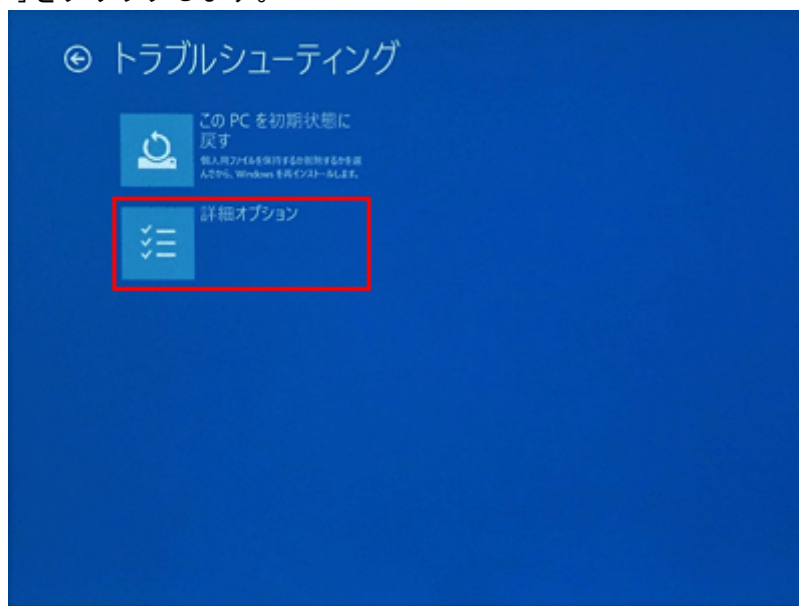 」をクリックします。
トラブルシューティング
この PC を初期状態に
戻す
個人用ファイルを保持するか削除するかを選
んでから、Windows を再インストールします。
詳細オプション